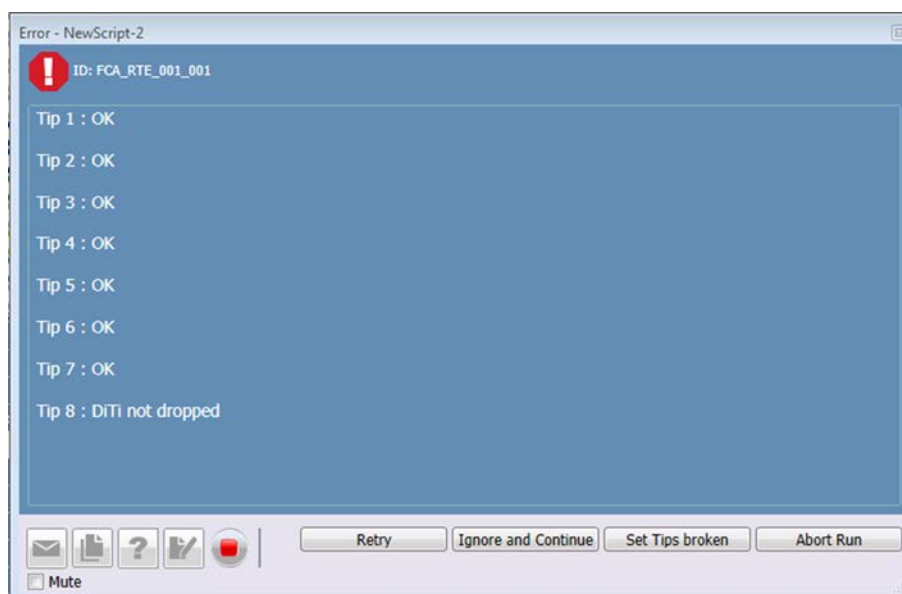 Error - NewScript-2
ID: FCA_RTE_001_001
Tip 1 : OK
Tip 2 : OK
Tip 3 : OK
Tip 4 : OK
Tip 5 : OK
Tip 6 : OK
Tip 7 : OK
Tip 8 : DiTi not dropped
Retry Ignore and Continue Set Tips broken Abort Run
Mute